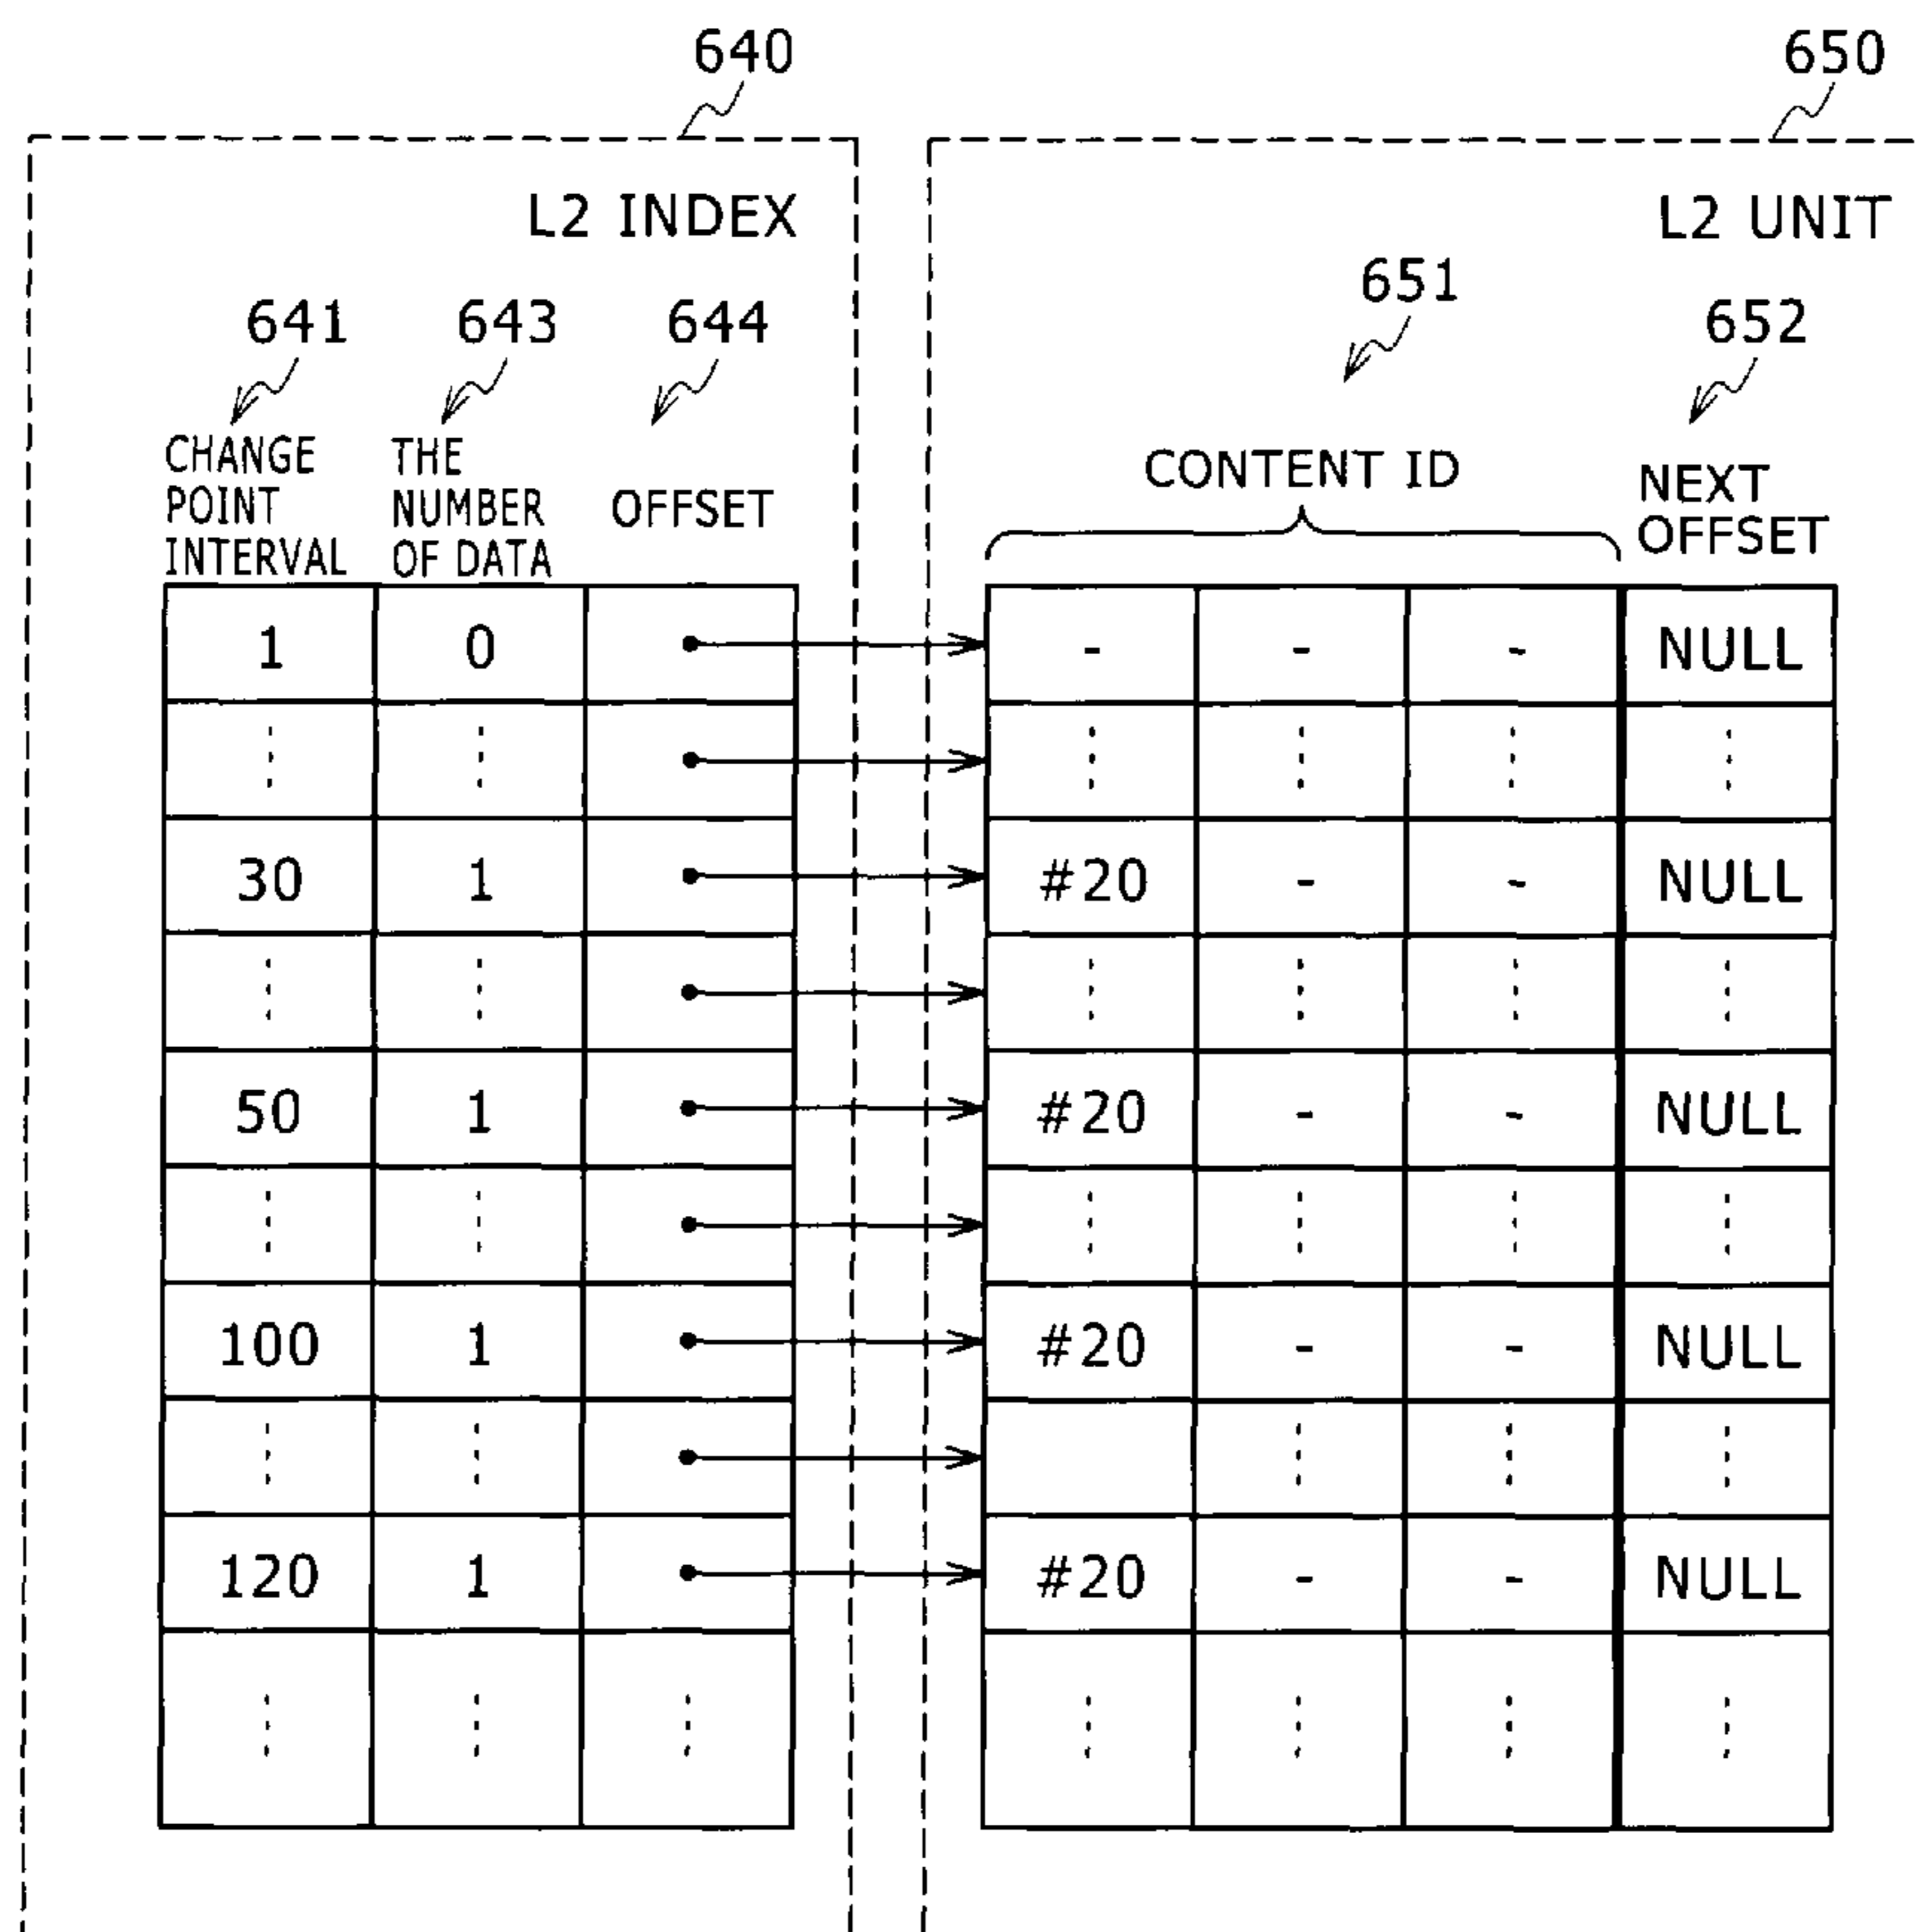 640 650
L2 INDEX L2 UNIT
651
641 643 644 652
CHANGE POINT INTERVAL THE NUMBER OF DATA OFFSET CONTENT ID NEXT OFFSET
1 0 - - - NULL
30 1 #20 - - NULL
50 1 #20 - - NULL
100 1 #20 - - NULL
120 1 #20 - - NULL